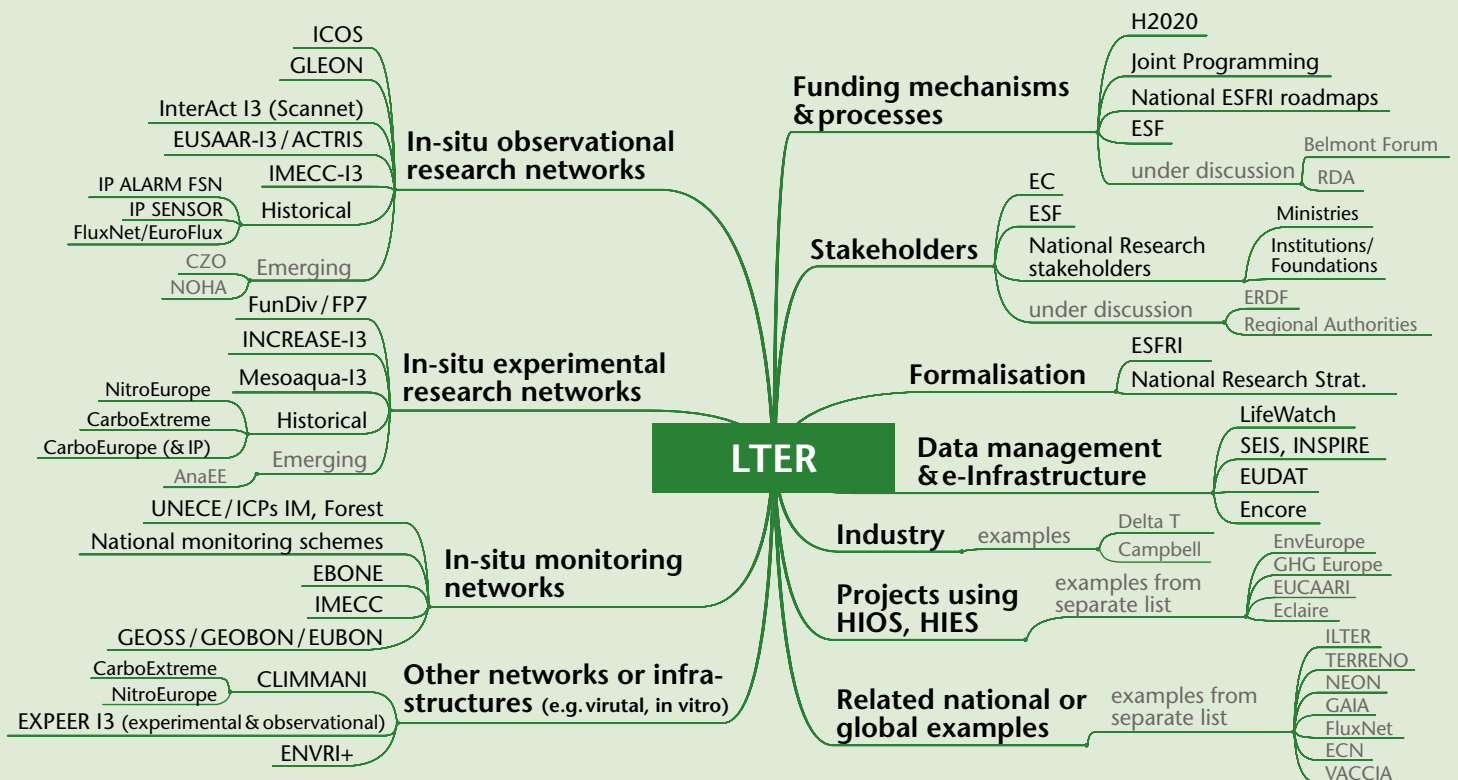 ICOS
GLEON
InterAct I3 (Scannet)
EUSAAR-I3 / ACTRIS
IMECC-I3
IP ALARM FSN
IP SENSOR
FluxNet/EuroFlux
Historical
CZO
NOHA
Emerging
In-situ observational
research networks
FunDiv / FP7
INCREASE-I3
Mesoaqua-I3
NitroEurope
CarboExtreme
CarboEurope (& IP)
Historical
AnaEE
Emerging
In-situ experimental
research networks
UNECE / ICPs IM, Forest
National monitoring schemes
EBONE
IMECC
GEOSS / GEOBON / EUBON
In-situ monitoring
networks
CarboExtreme
NitroEurope
CLIMMANI
EXPEER I3 (experimental & observational)
ENVRI+
Other networks or infra-
structures (e.g. virutal, in vitro)
LTER
Funding mechanisms
& processes
H2020
Joint Programming
National ESFRI roadmaps
ESF
under discussion
Belmont Forum
RDA
Stakeholders
EC
ESF
National Research
stakeholders
Ministries
Institutions/
Foundations
under discussion
ERDF
Regional Authorities
Formalisation
ESFRI
National Research Strat.
Data management
& e-Infrastructure
LifeWatch
SEIS, INSPIRE
EUDAT
Encore
Industry
examples
Delta T
Campbell
Projects using
HIOS, HIES
examples from
separate list
EnvEurope
GHG Europe
EUCAARI
Eclaire
Related national or
global examples
examples from
separate list
ILTER
TERRENO
NEON
GAIA
FluxNet
ECN
VACCIA